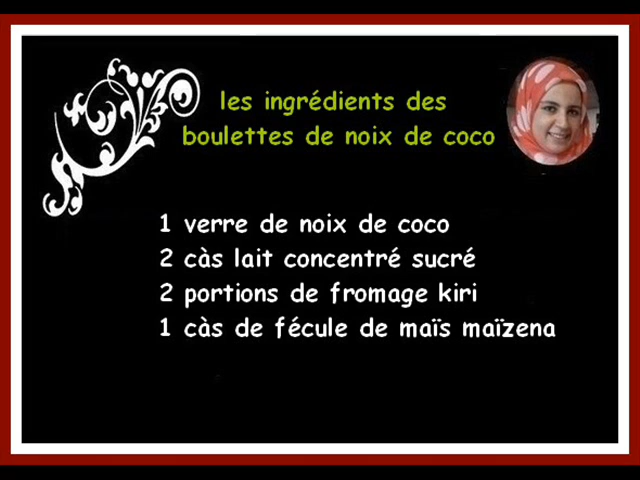 les ingrédients des
boulettes de noix de coco
1 verre de noix de coco
2 càs lait concentré sucré
2 portions de fromage kiri
1 càs de fécule de maïs maïzena